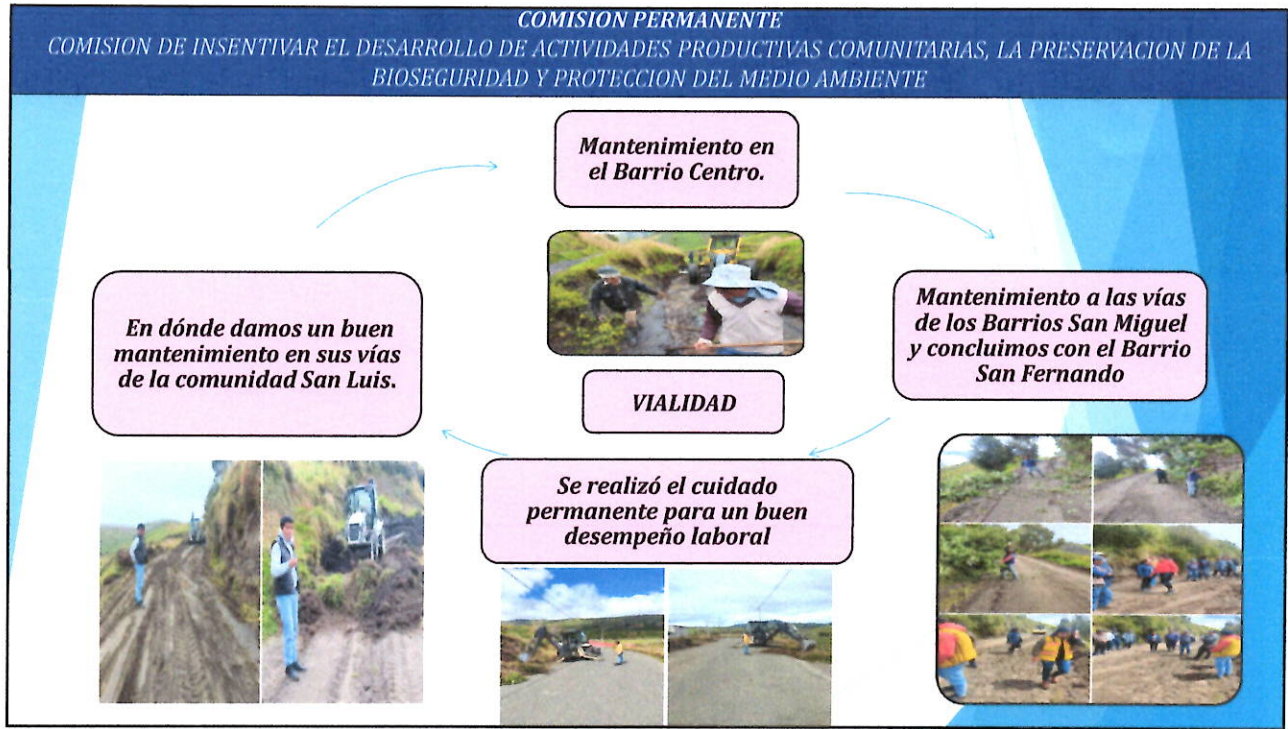 COMISION PERMANENTE
COMISION DE INSENTIVAR EL DESARROLLO DE ACTIVIDADES PRODUCTIVAS COMUNITARIAS, LA PRESERVACION DE LA
BIOSEGURIDAD Y PROTECCION DEL MEDIO AMBIENTE
Mantenimiento en
el Barrio Centro.
En dónde damos un buen
mantenimiento en sus vías
de la comunidad San Luis.
Mantenimiento a las vías
de los Barrios San Miguel
y concluimos con el Barrio
San Fernando
VIALIDAD
Se realizó el cuidado
permanente para un buen
desempeño laboral